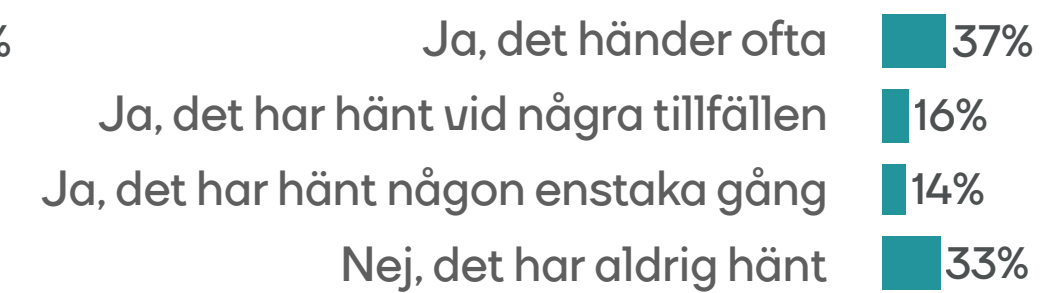 %
Ja, det händer ofta 37%
Ja, det har hänt vid några tillfällen 16%
Ja, det har hänt någon enstaka gång 14%
Nej, det har aldrig hänt 33%